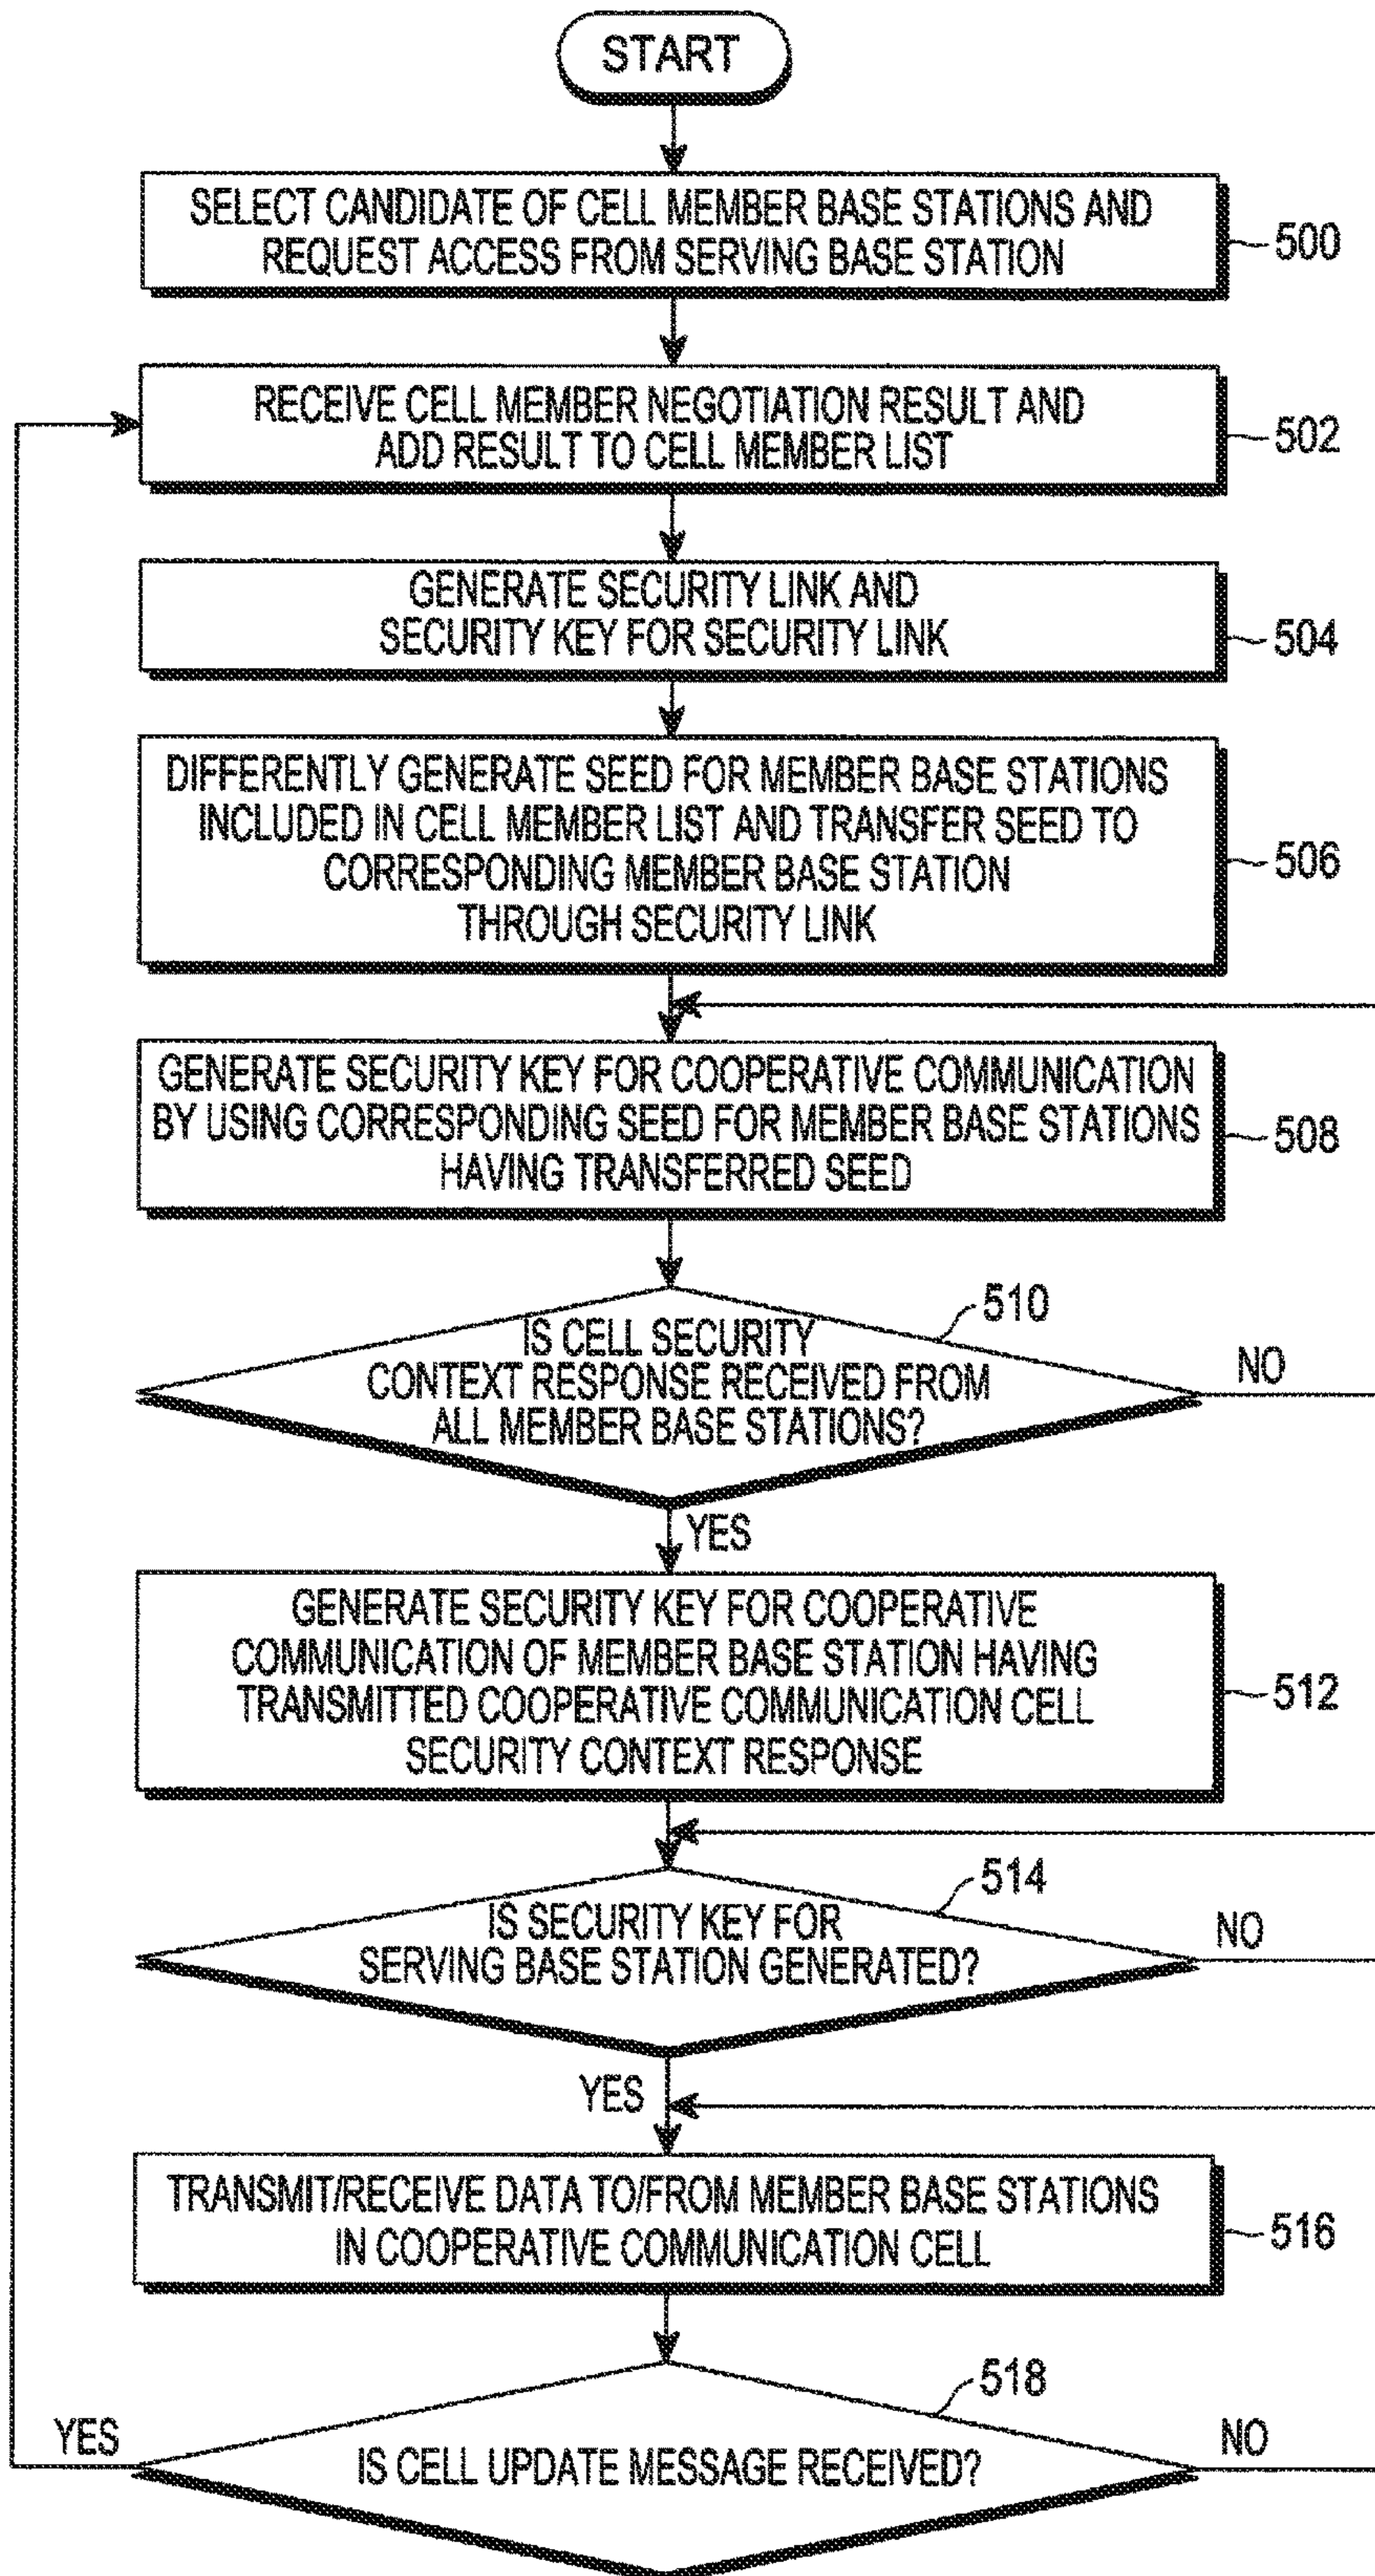 START
SELECT CANDIDATE OF CELL MEMBER BASE STATIONS AND
REQUEST ACCESS FROM SERVING BASE STATION
500
RECEIVE CELL MEMBER NEGOTIATION RESULT AND
ADD RESULT TO CELL MEMBER LIST
502
GENERATE SECURITY LINK AND
SECURITY KEY FOR SECURITY LINK
504
DIFFERENTLY GENERATE SEED FOR MEMBER BASE STATIONS
INCLUDED IN CELL MEMBER LIST AND TRANSFER SEED TO
CORRESPONDING MEMBER BASE STATION
THROUGH SECURITY LINK
506
GENERATE SECURITY KEY FOR COOPERATIVE COMMUNICATION
BY USING CORRESPONDING SEED FOR MEMBER BASE STATIONS
HAVING TRANSFERRED SEED
508
510
IS CELL SECURITY
CONTEXT RESPONSE RECEIVED FROM
ALL MEMBER BASE STATIONS?
NO
YES
GENERATE SECURITY KEY FOR COOPERATIVE
COMMUNICATION OF MEMBER BASE STATION HAVING
TRANSMITTED COOPERATIVE COMMUNICATION CELL
SECURITY CONTEXT RESPONSE
512
514
IS SECURITY KEY FOR
SERVING BASE STATION GENERATED?
NO
YES
TRANSMIT/RECEIVE DATA TO/FROM MEMBER BASE STATIONS
IN COOPERATIVE COMMUNICATION CELL
516
518
YES
IS CELL UPDATE MESSAGE RECEIVED?
NO